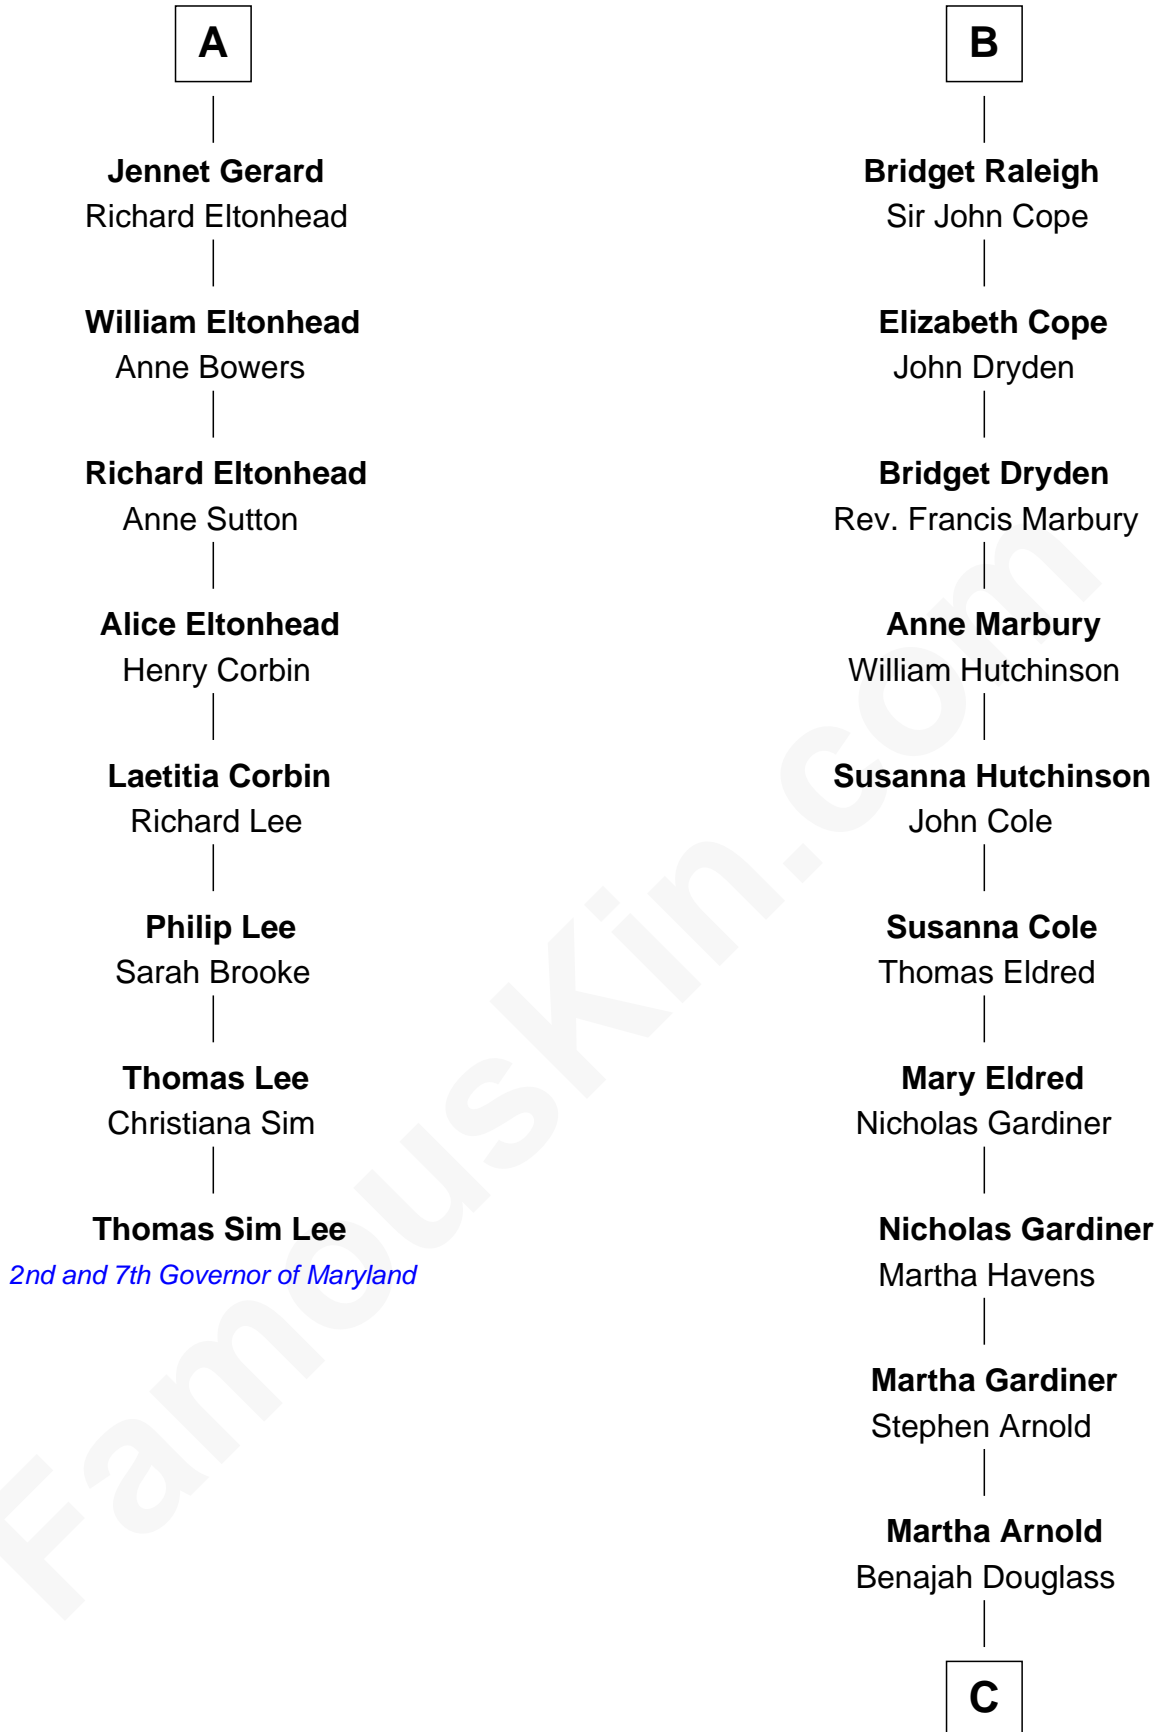 A
Jennet Gerard
Richard Eltonhead
William Eltonhead
Anne Bowers
Richard Eltonhead
Anne Sutton
Alice Eltonhead
Henry Corbin
Laetitia Corbin
Richard Lee
Philip Lee
Sarah Brooke
Thomas Lee
Christiana Sim
Thomas Sim Lee
2nd and 7th Governor of Maryland
B
Bridget Raleigh
Sir John Cope
Elizabeth Cope
John Dryden
Bridget Dryden
Rev. Francis Marbury
Anne Marbury
William Hutchinson
Susanna Hutchinson
John Cole
Susanna Cole
Thomas Eldred
Mary Eldred
Nicholas Gardiner
Nicholas Gardiner
Martha Havens
Martha Gardiner
Stephen Arnold
Martha Arnold
Benajah Douglass
C
FamousKin.com